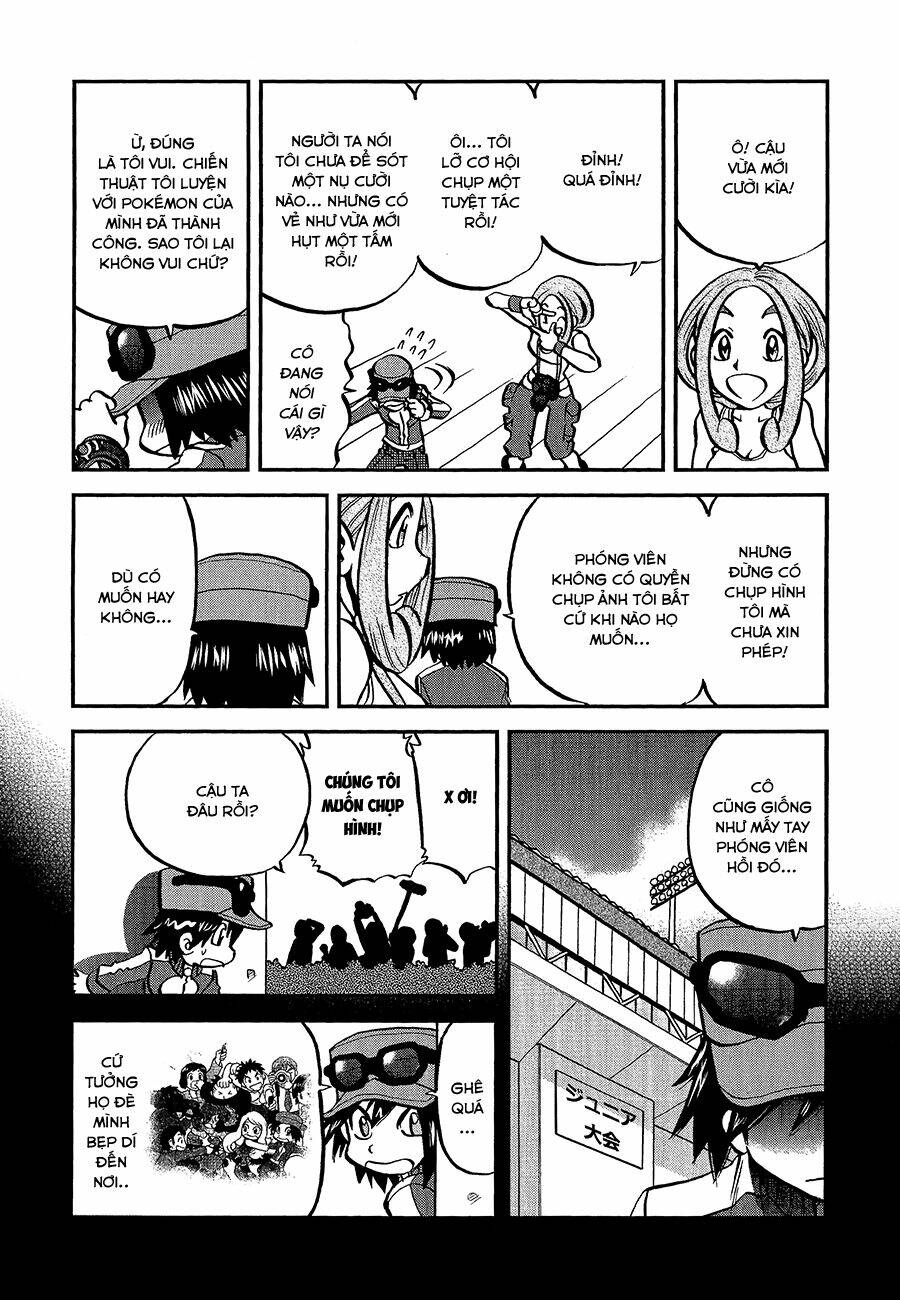 Ô! CẬU
VỪA MỚI
CƯỜI KÌA!
ĐỈNH!
QUÁ ĐỈNH!
ÔI... TÔI
LỠ CƠ HỘI
CHỤP MỘT
TUYỆT TÁC
RỒI!
NGƯỜI TA NÓI
TÔI CHƯA ĐỂ SÓT
MỘT NỤ CƯỜI
NÀO... NHƯNG CÓ
VẺ NHƯ VỪA MỚI
HỤT MỘT TẤM
RỒI!
CÔ
ĐANG
NÓI
CÁI GÌ
VẬY?
Ừ, ĐÚNG
LÀ TÔI VUI. CHIẾN
THUẬT TÔI LUYỆN
VỚI POKÉMON CỦA
MÌNH ĐÃ THÀNH
CÔNG. SAO TÔI LẠI
KHÔNG VUI CHỨ?
NHƯNG
ĐỪNG CÓ
CHỤP HÌNH
TÔI MÀ
CHƯA XIN
PHÉP!
PHÓNG VIÊN
KHÔNG CÓ QUYỀN
CHỤP ẢNH TÔI BẤT
CỨ KHI NÀO HỌ
MUỐN...
DÙ CÓ
MUỐN HAY
KHÔNG...
CÔ
CŨNG GIỐNG
NHƯ MẤY TAY
PHÓNG VIÊN
HỒI ĐÓ...
ジュニア
大会
X ƠI!
CHÚNG TÔI
MUỐN CHỤP
HÌNH!
CẬU TA
ĐÂU RỒI?
GHÊ
QUÁ
...
CỨ
TƯỞNG
HỌ ĐÈ
MÌNH
BẸP DÍ
ĐẾN
NƠI..